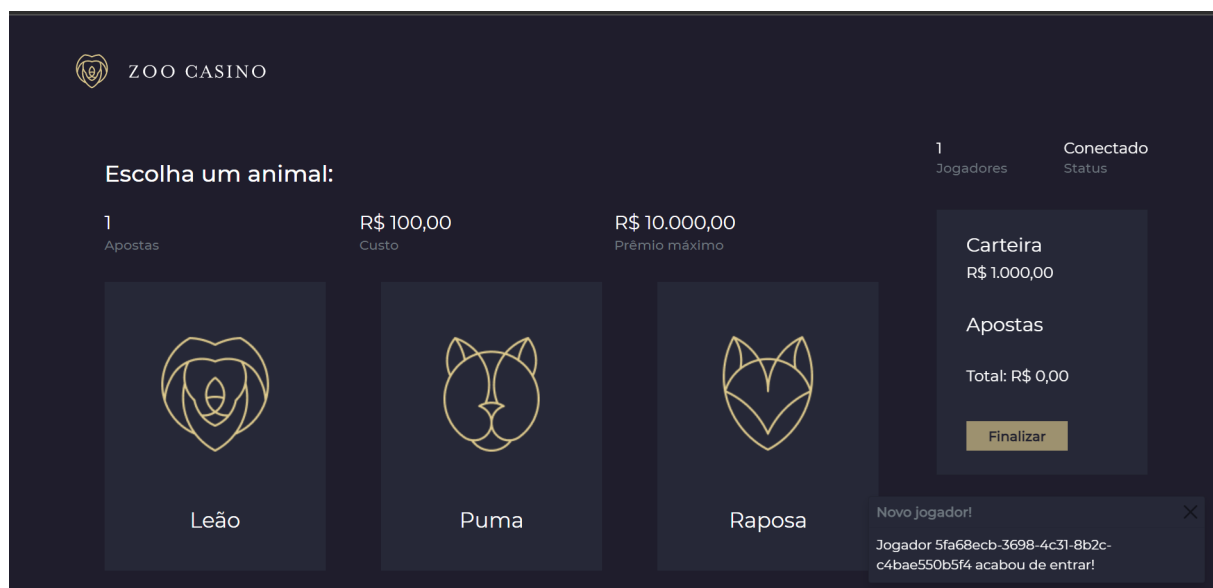 ZOO CASINO
Escolha um animal:
1
Apostas
R$ 100,00
Custo
R$ 10.000,00
Prêmio máximo
Leão
Puma
Raposa
1
Jogadores
Conectado
Status
Carteira
R$ 1.000,00
Apostas
Total: R$ 0,00
Finalizar
Novo jogador!
Jogador 5fa68ecb-3698-4c31-8b2c-
c4bae550b5f4 acabou de entrar!